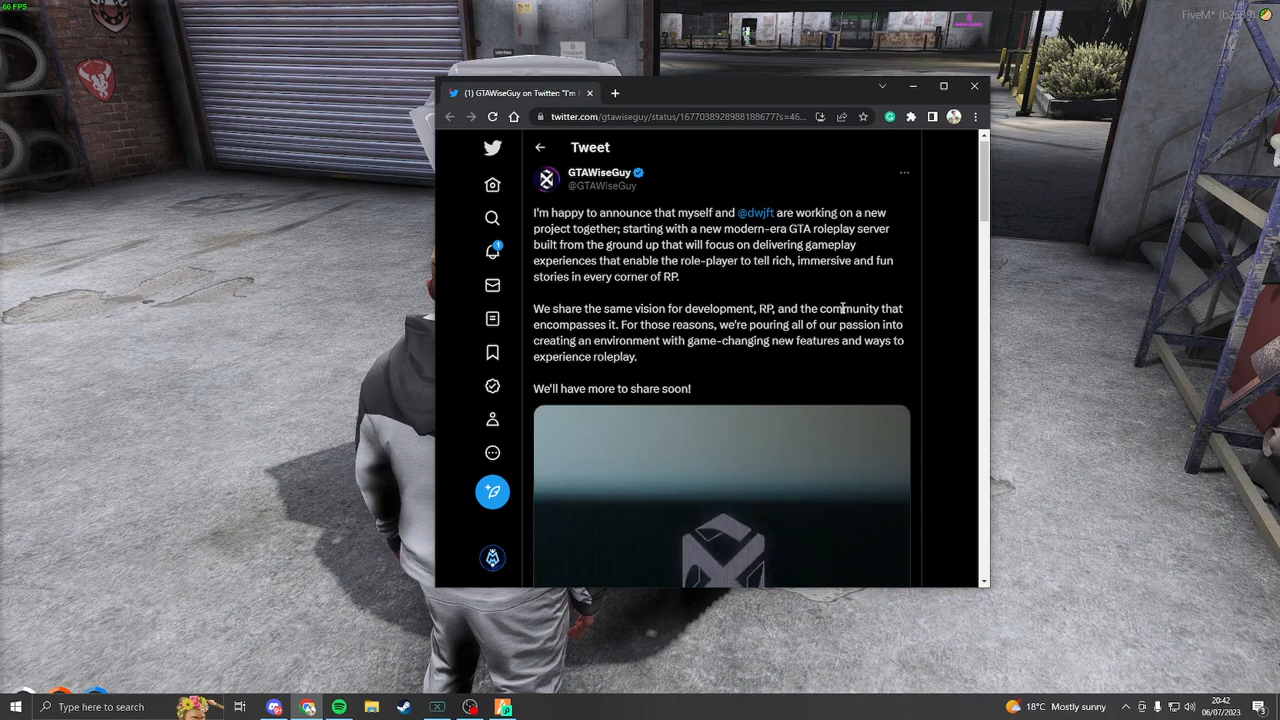 60 FPS
FiveM* (b2699)
(1) GTAWiseGuy on Twitter: "I'm
twitter.com/gtawiseguy/status/1677038928988188677?s=46...
Tweet
GTAWiseGuy
@GTAWiseGuy
I'm happy to announce that myself and @dwjft are working on a new
project together; starting with a new modern-era GTA roleplay server
built from the ground up that will focus on delivering gameplay
experiences that enable the role-player to tell rich, immersive and fun
stories in every corner of RP.
We share the same vision for development, RP, and the community that
encompasses it. For those reasons, we're pouring all of our passion into
creating an environment with game-changing new features and ways to
experience roleplay.
We'll have more to share soon!
1
Type here to search
18°C Mostly sunny
20:42
06/07/2023
3